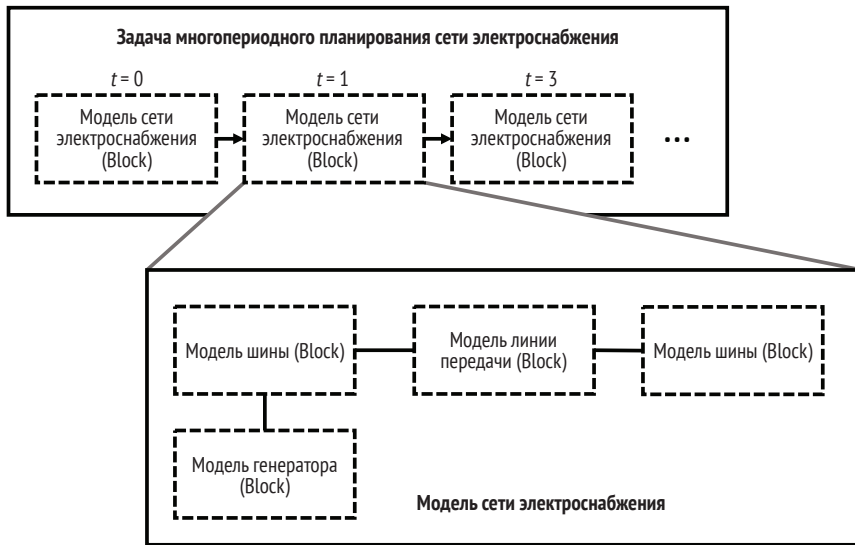 Задача многопериодного планирования сети электроснабжения
t = 0
t = 1
t = 3
Модель сети
электроснабжения
(Block)
Модель сети
электроснабжения
(Block)
Модель сети
электроснабжения
(Block)
...
Модель шины (Block)
Модель линии
передачи (Block)
Модель шины (Block)
Модель генератора
(Block)
Модель сети электроснабжения